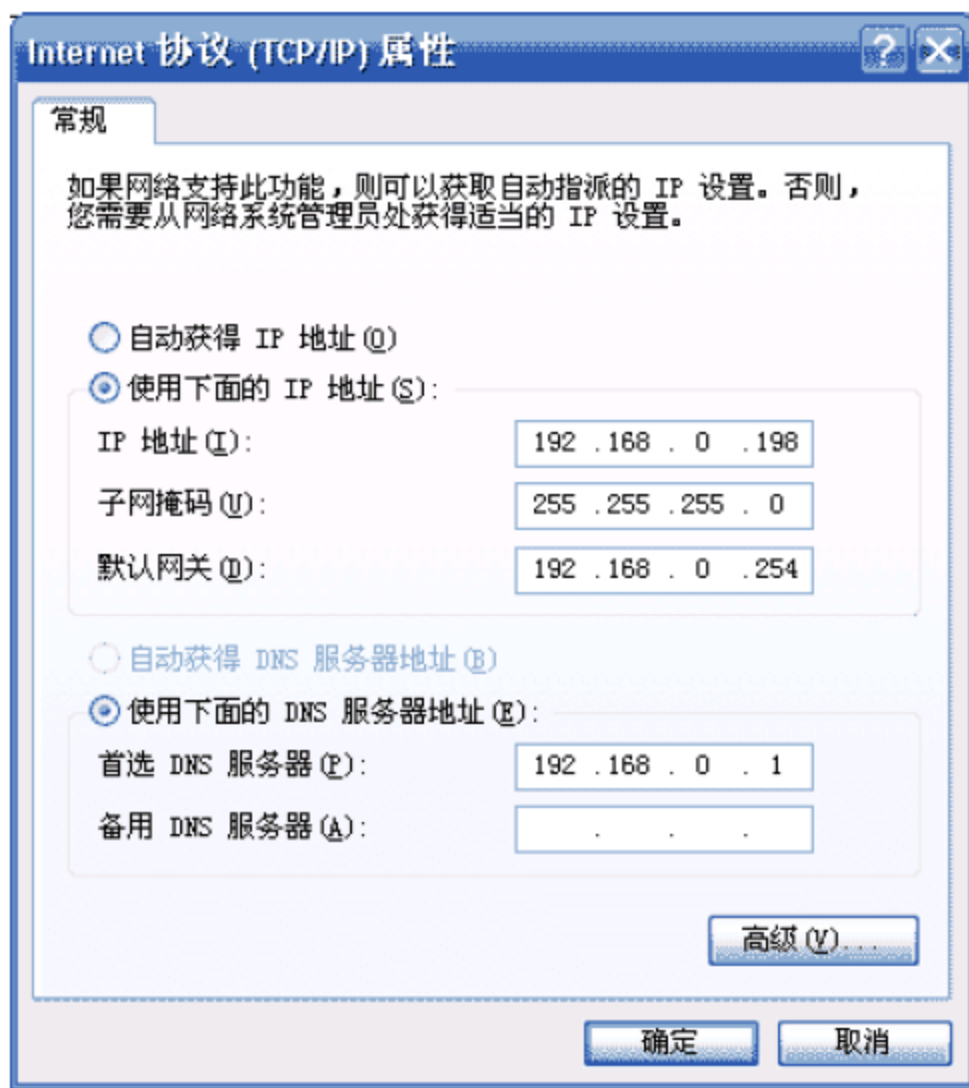 Internet 协议 (TCP/IP) 属性
常规
如果网络支持此功能，则可以获取自动指派的 IP 设置。否则，
您需要从网络系统管理员处获得适当的 IP 设置。
自动获得 IP 地址(O)
使用下面的 IP 地址(S):
IP 地址(I): 192 .168 . 0 .198
子网掩码(U): 255 .255 .255 . 0
默认网关(D): 192 .168 . 0 .254
自动获得 DNS 服务器地址(B)
使用下面的 DNS 服务器地址(E):
首选 DNS 服务器(P): 192 .168 . 0 . 1
备用 DNS 服务器(A): . . .
高级(V)...
确定 取消